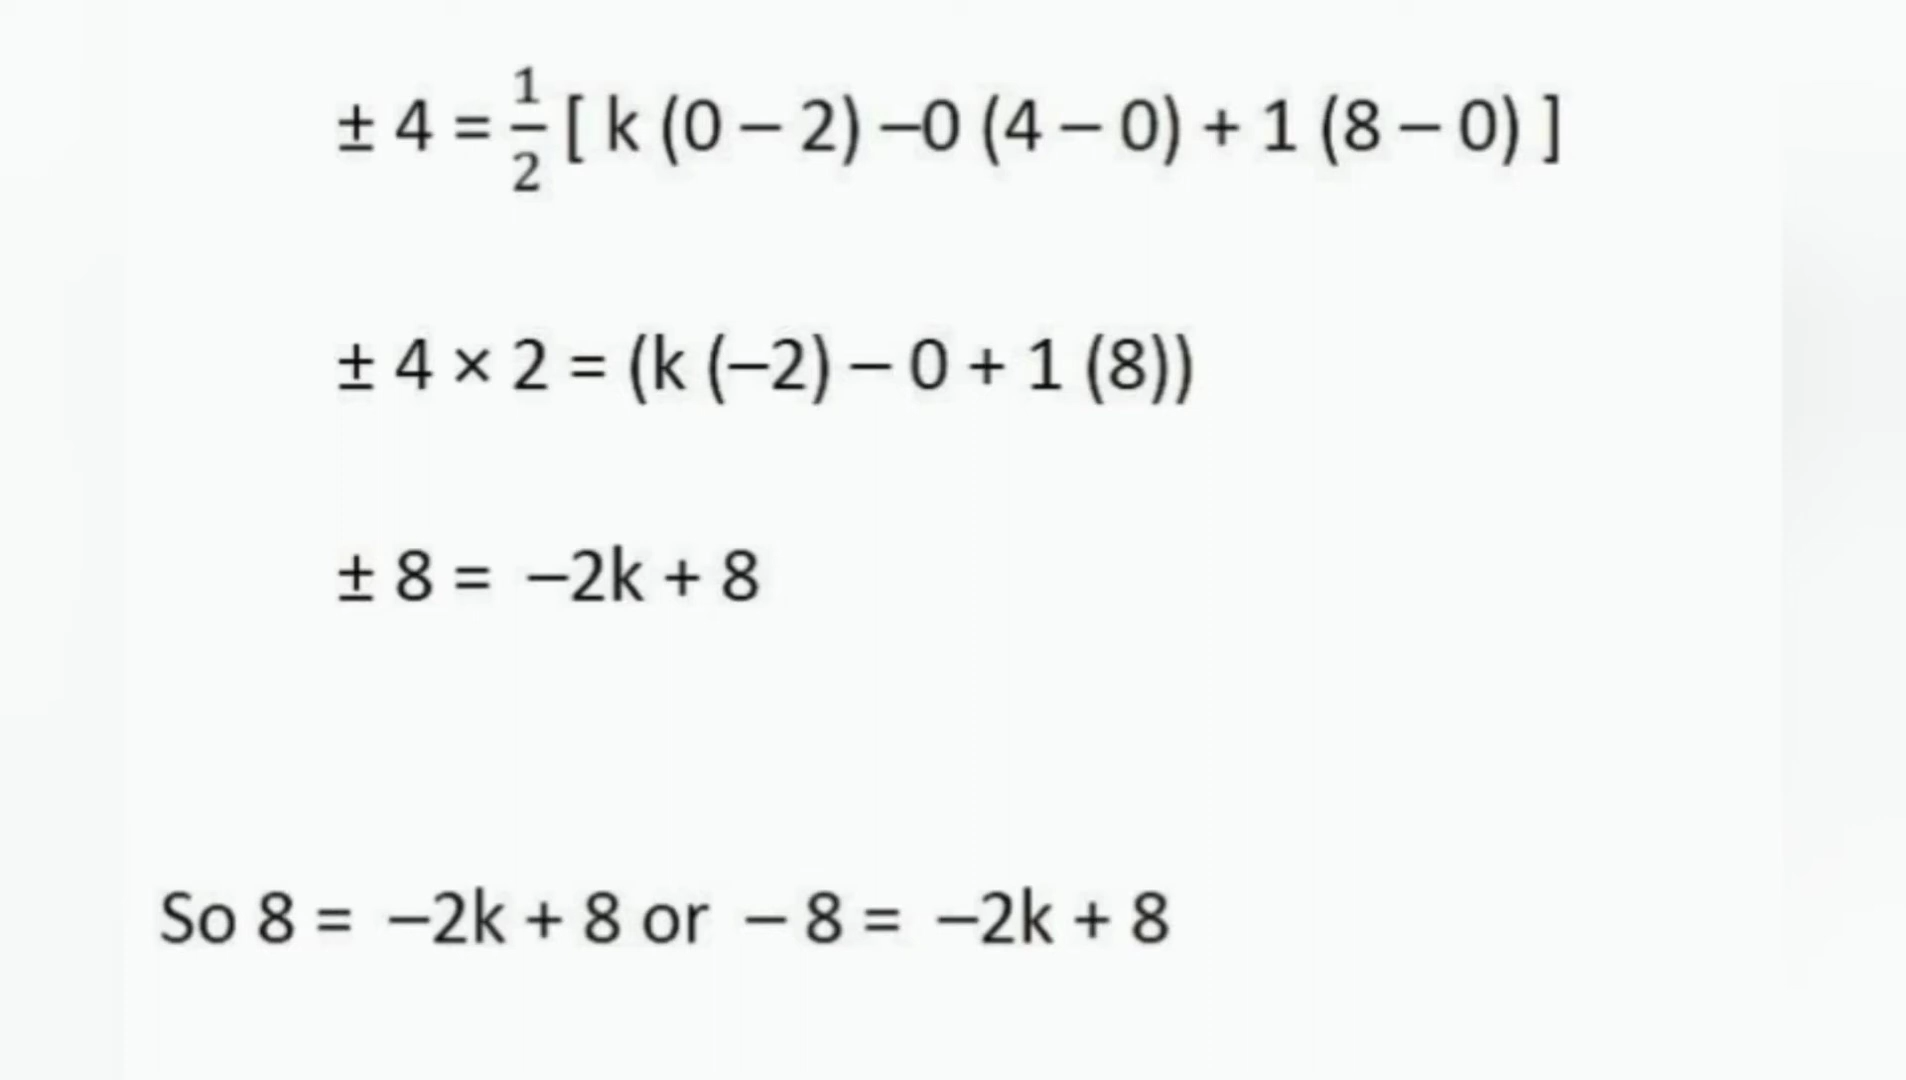 ± 4 = 1/2 [ k (0 – 2) –0 (4 – 0) + 1 (8 – 0) ]
± 4 × 2 = (k (–2) – 0 + 1 (8))
± 8 = –2k + 8
So 8 = –2k + 8 or – 8 = –2k + 8